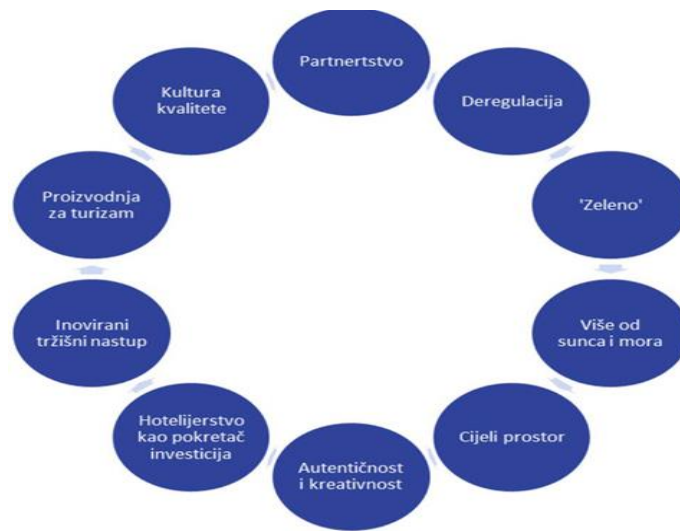 Partnertstvo
Deregulacija
'Zeleno'
Više od
sunca i mora
Cijeli prostor
Autentičnost
i kreativnost
Hotelijerstvo
kao pokretač
investicija
Inovirani
tržišni nastup
Proizvodnja
za turizam
Kultura
kvalitete